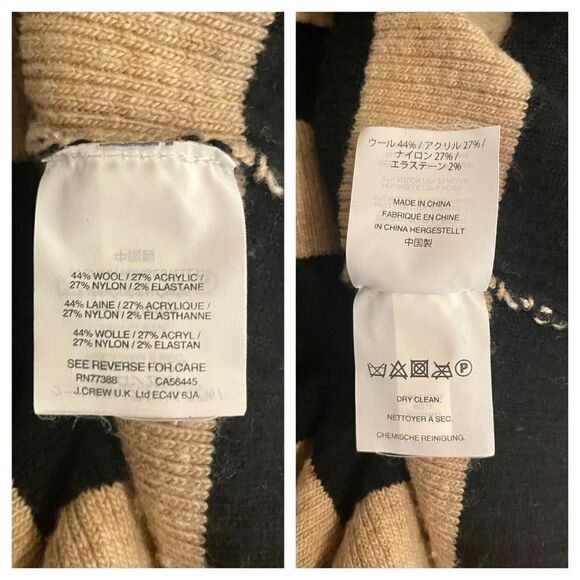 44% WOOL / 27% ACRYLIC /
27% NYLON / 2% ELASTANE
44% LAINE / 27% ACRYLIQUE /
27% NYLON / 2% ÉLASTHANNE
44% WOLLE / 27% ACRYL /
27% NYLON / 2% ELASTAN
SEE REVERSE FOR CARE
RN77388 CA56445
J.CREW U.K. Ltd EC4V 6JA
ウール 44% / アクリル 27% /
ナイロン 27% /
エラステーン 2%
MADE IN CHINA
FABRIQUÉ EN CHINE
IN CHINA HERGESTELLT
中国製
P
DRY CLEAN.
NETTOYER À SEC.
CHEMISCHE REINIGUNG.